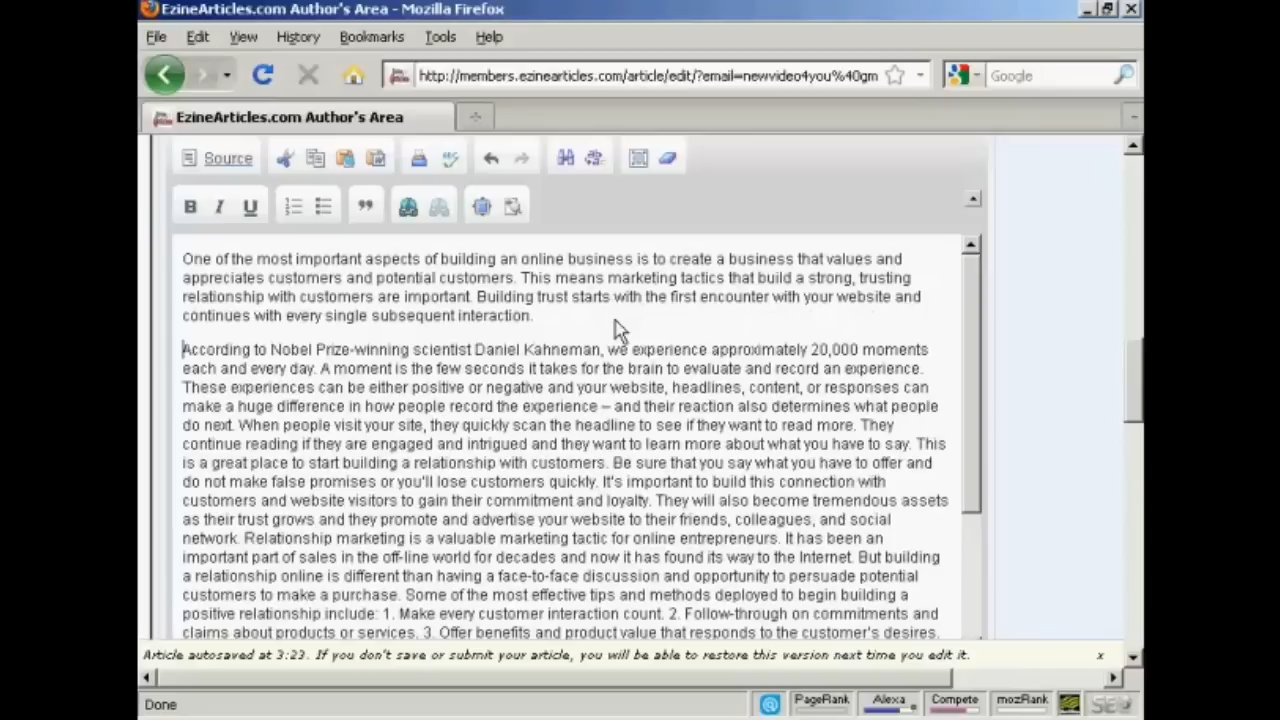 EzineArticles.com Author's Area - Mozilla Firefox
File Edit View History Bookmarks Tools Help
http://members.ezinearticles.com/article/edit/?email=newvideo4you%40gm
Google
EzineArticles.com Author's Area
Source
B I U
One of the most important aspects of building an online business is to create a business that values and
appreciates customers and potential customers. This means marketing tactics that build a strong, trusting
relationship with customers are important. Building trust starts with the first encounter with your website and
continues with every single subsequent interaction.
According to Nobel Prize-winning scientist Daniel Kahneman, we experience approximately 20,000 moments
each and every day. A moment is the few seconds it takes for the brain to evaluate and record an experience.
These experiences can be either positive or negative and your website, headlines, content, or responses can
make a huge difference in how people record the experience – and their reaction also determines what people
do next. When people visit your site, they quickly scan the headline to see if they want to read more. They
continue reading if they are engaged and intrigued and they want to learn more about what you have to say. This
is a great place to start building a relationship with customers. Be sure that you say what you have to offer and
do not make false promises or you'll lose customers quickly. It's important to build this connection with
customers and website visitors to gain their commitment and loyalty. They will also become tremendous assets
as their trust grows and they promote and advertise your website to their friends, colleagues, and social
network. Relationship marketing is a valuable marketing tactic for online entrepreneurs. It has been an
important part of sales in the off-line world for decades and now it has found its way to the Internet. But building
a relationship online is different than having a face-to-face discussion and opportunity to persuade potential
customers to make a purchase. Some of the most effective tips and methods deployed to begin building a
positive relationship include: 1. Make every customer interaction count. 2. Follow-through on commitments and
claims about products or services. 3. Offer benefits and product value that responds to the customer's desires.
Article autosaved at 3:23. If you don't save or submit your article, you will be able to restore this version next time you edit it. x
Done PageRank Alexa Compete mozRank SEO